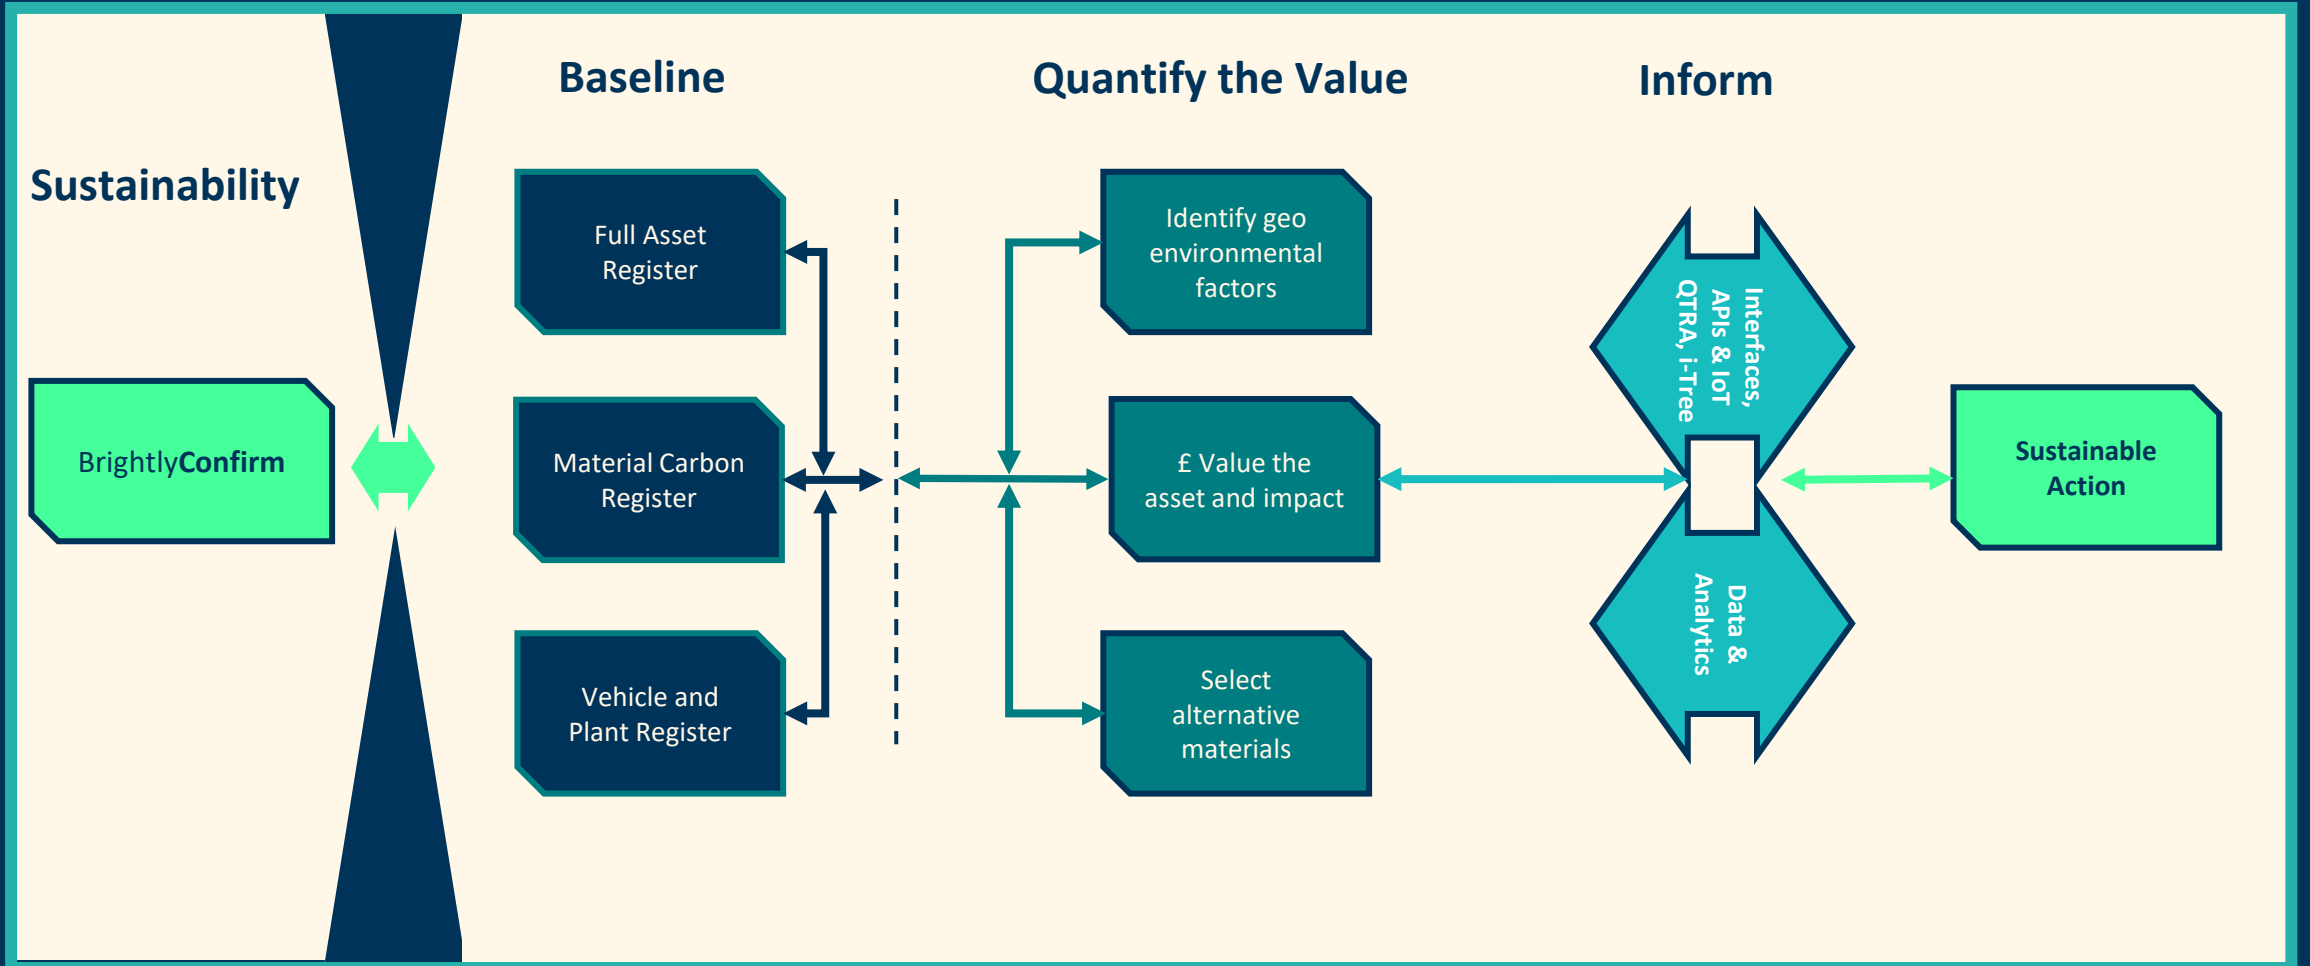 Baseline
Quantify the Value
Inform
Sustainability
BrightlyConfirm
Full Asset
Register
Material Carbon
Register
Vehicle and
Plant Register
Identify geo
environmental
factors
£ Value the
asset and impact
Select
alternative
materials
Interfaces,
APIs & IoT
QTRA, i-Tree
Data &
Analytics
Sustainable
Action